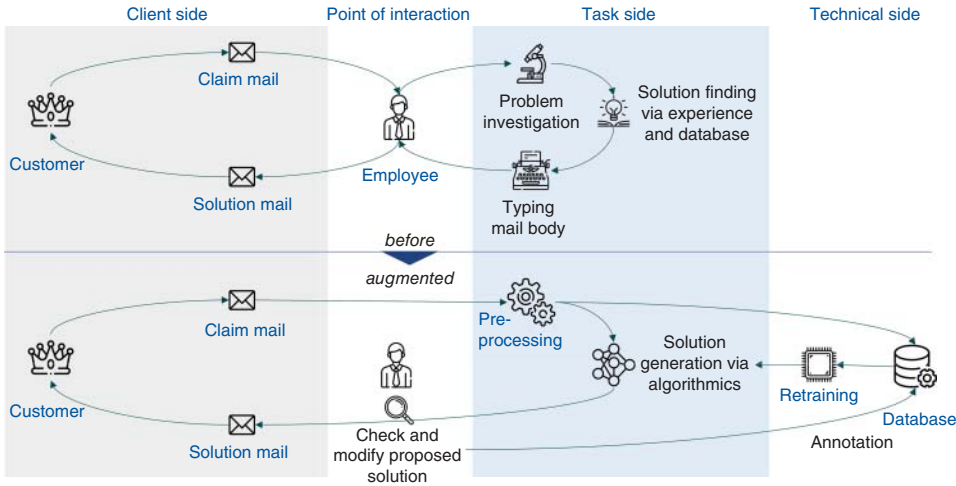 Client side
Point of interaction
Task side
Technical side
Claim mail
Customer
Solution mail
Employee
Problem
investigation
Solution finding
via experience
and database
Typing
mail body
before
augmented
Claim mail
Customer
Solution mail
Pre-
processing
Solution
generation via
algorithmics
Retraining
Database
Check and
modify proposed
solution
Annotation